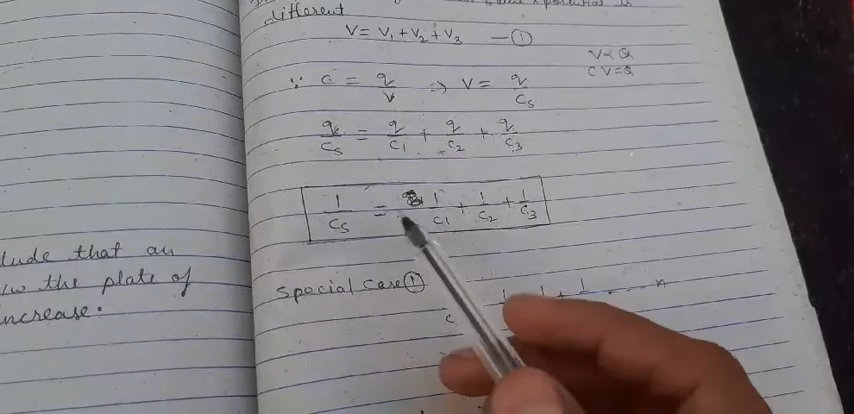 different
V = V₁ + V₂ + V₃ — ①
V ∝ Q
CV = Q
∵ C = q/V ⇒ V = q/Cs
q/Cs = q/C₁ + q/C₂ + q/C₃
1/Cs = 1/C₁ + 1/C₂ + 1/C₃
lude that an
the plate of
ncrease.
Special Case ①
+ 1 ..... n